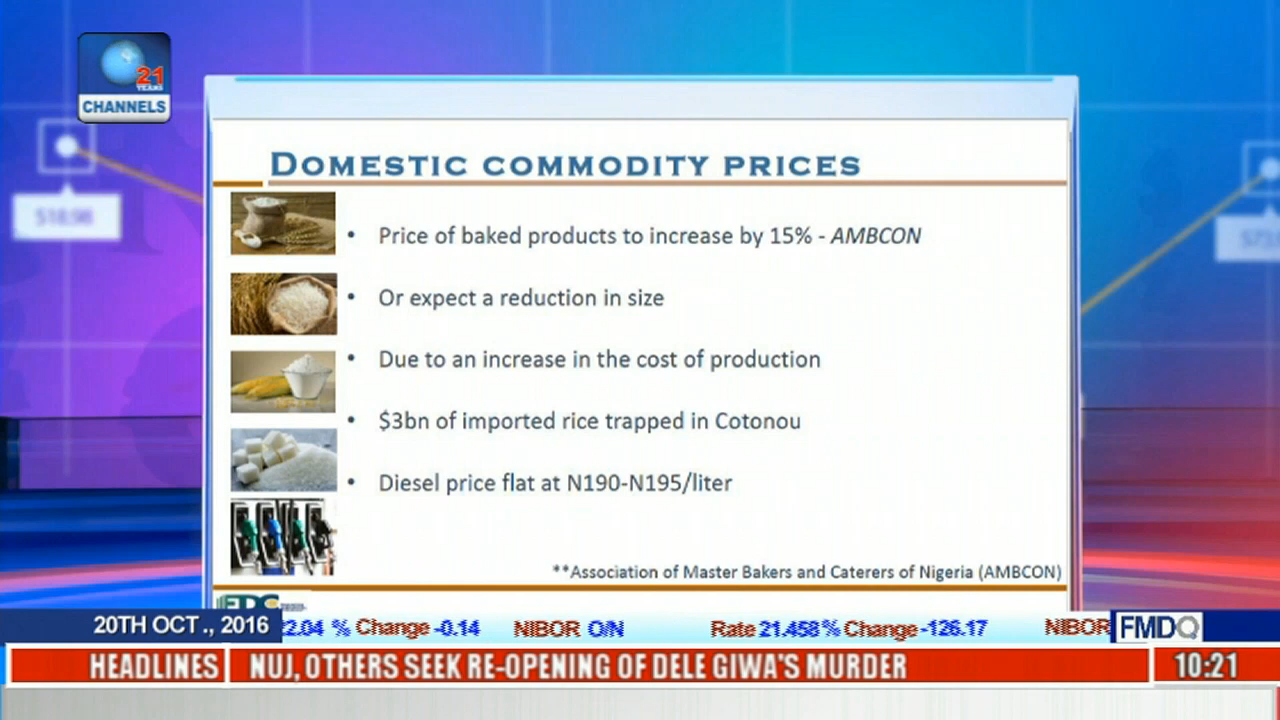 21
YEARS
CHANNELS
DOMESTIC COMMODITY PRICES
• Price of baked products to increase by 15% - AMBCON
• Or expect a reduction in size
• Due to an increase in the cost of production
• $3bn of imported rice trapped in Cotonou
• Diesel price flat at N190-N195/liter
**Association of Master Bakers and Caterers of Nigeria (AMBCON)
20TH OCT., 2016
2.04 % Change -0.14 NIBOR O/N Rate 21.458% Change -126.17 NIBOR
FMDQ
HEADLINES
NUJ, OTHERS SEEK RE-OPENING OF DELE GIWA'S MURDER
10:21